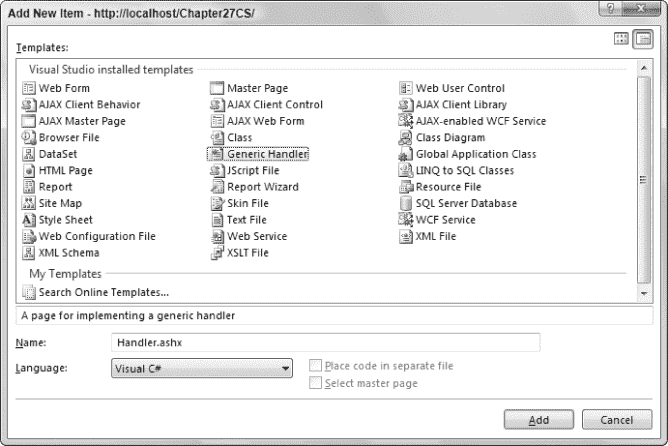 Add New Item - http://localhost/Chapter27CS/
Templates:
Visual Studio installed templates
Web Form Master Page Web User Control
AJAX Client Behavior AJAX Client Control AJAX Client Library
AJAX Master Page AJAX Web Form AJAX-enabled WCF Service
Browser File Class Class Diagram
DataSet Generic Handler Global Application Class
HTML Page JScript File LINQ to SQL Classes
Report Report Wizard Resource File
Site Map Skin File SQL Server Database
Style Sheet Text File WCF Service
Web Configuration File Web Service XML File
XML Schema XSLT File
My Templates
Search Online Templates...
A page for implementing a generic handler
Name: Handler.ashx
Language: Visual C# Place code in separate file
Select master page
Add Cancel